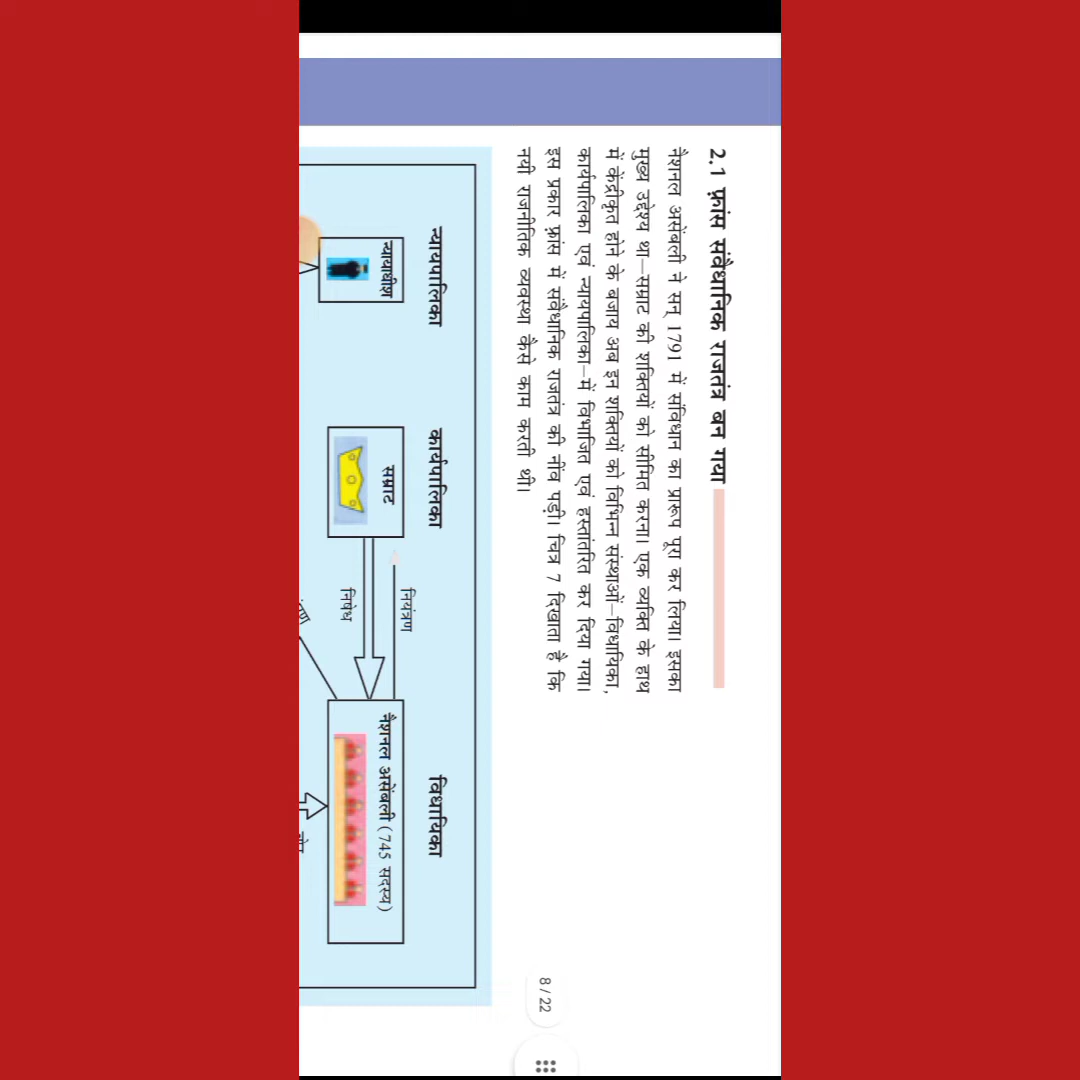 2.1 फ़्रांस संवैधानिक राजतंत्र बन गया
नैशनल असेंबली ने सन् 1791 में संविधान का प्रारूप पूरा कर लिया। इसका
मुख्य उद्देश्य था–सम्राट की शक्तियों को सीमित करना। एक व्यक्ति के हाथ
में केंद्रीकृत होने के बजाय अब इन शक्तियों को विभिन्न संस्थाओं–विधायिका,
कार्यपालिका एवं न्यायपालिका–में विभाजित एवं हस्तांतरित कर दिया गया।
इस प्रकार फ़्रांस में संवैधानिक राजतंत्र की नींव पड़ी। चित्र 7 दिखाता है कि
नयी राजनीतिक व्यवस्था कैसे काम करती थी।
न्यायपालिका
कार्यपालिका
विधायिका
न्यायाधीश
सम्राट
नियंत्रण
निषेध
नैशनल असेंबली (745 सदस्य)
8 / 22